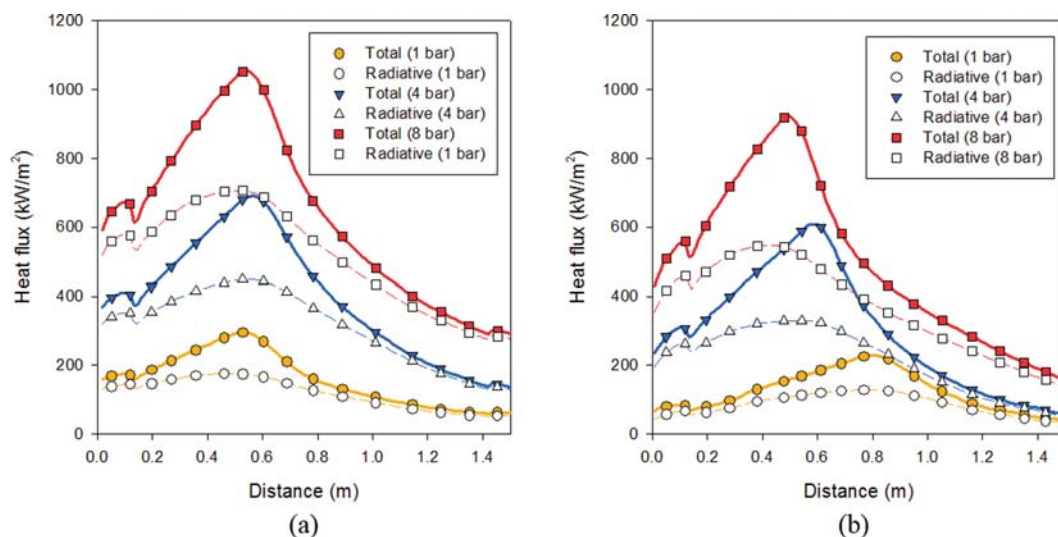 1200
1000
800
600
400
200
0
Heat flux (kW/m²)
Total (1 bar)
Radiative (1 bar)
Total (4 bar)
Radiative (4 bar)
Total (8 bar)
Radiative (1 bar)
0.0 0.2 0.4 0.6 0.8 1.0 1.2 1.4
Distance (m)
(a)
1200
1000
800
600
400
200
0
Heat flux (kW/m²)
Total (1 bar)
Radiative (1 bar)
Total (4 bar)
Radiative (4 bar)
Total (8 bar)
Radiative (8 bar)
0.0 0.2 0.4 0.6 0.8 1.0 1.2 1.4
Distance (m)
(b)